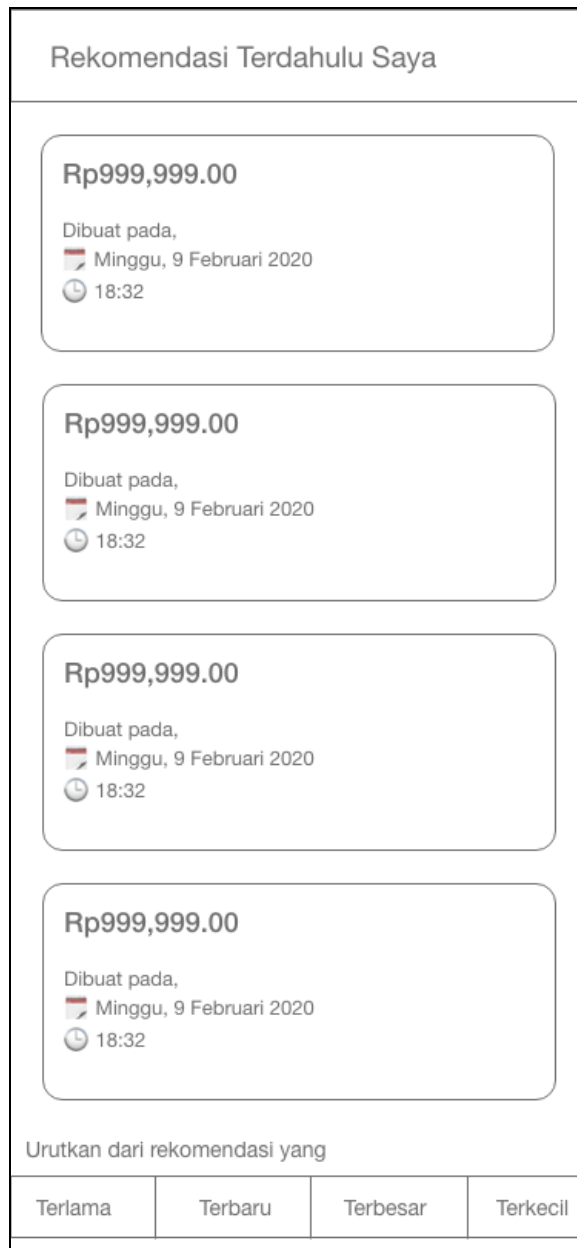 Rekomendasi Terdahulu Saya
Rp999,999.00
Dibuat pada,
Minggu, 9 Februari 2020
18:32
Rp999,999.00
Dibuat pada,
Minggu, 9 Februari 2020
18:32
Rp999,999.00
Dibuat pada,
Minggu, 9 Februari 2020
18:32
Rp999,999.00
Dibuat pada,
Minggu, 9 Februari 2020
18:32
Urutkan dari rekomendasi yang
Terlama Terbaru Terbesar Terkecil